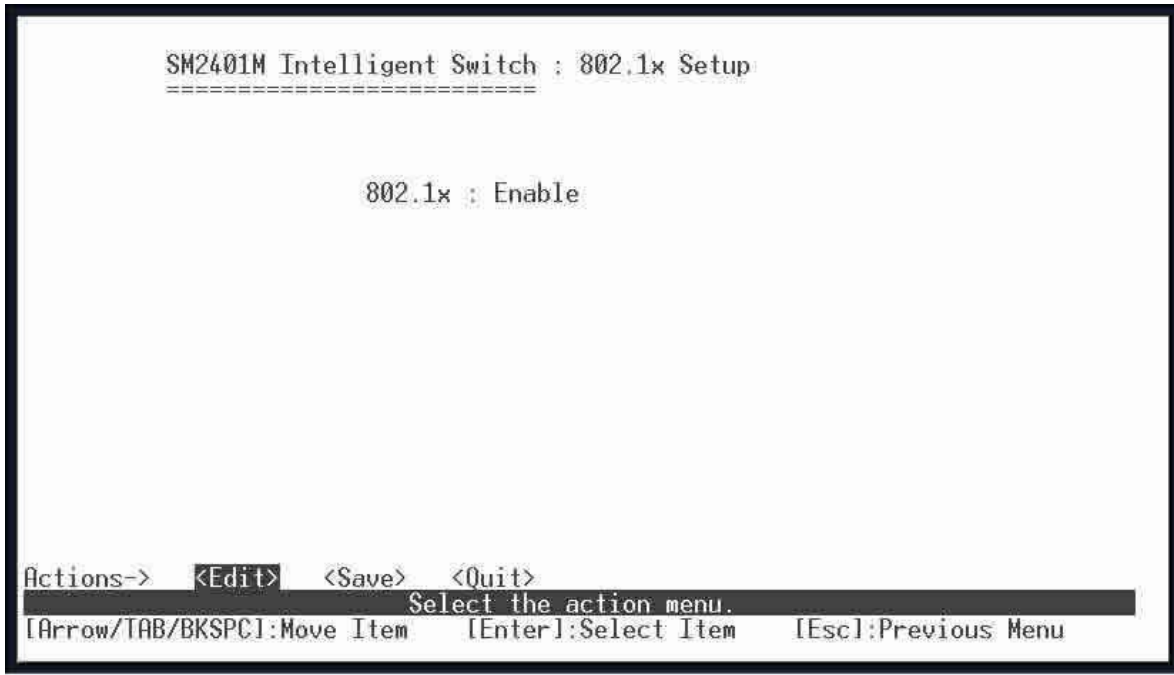 SM2401M Intelligent Switch : 802.1x Setup
==========================
802.1x : Enable
Actions-> <Edit> <Save> <Quit>
Select the action menu.
[Arrow/TAB/BKSPC]:Move Item [Enter]:Select Item [Esc]:Previous Menu